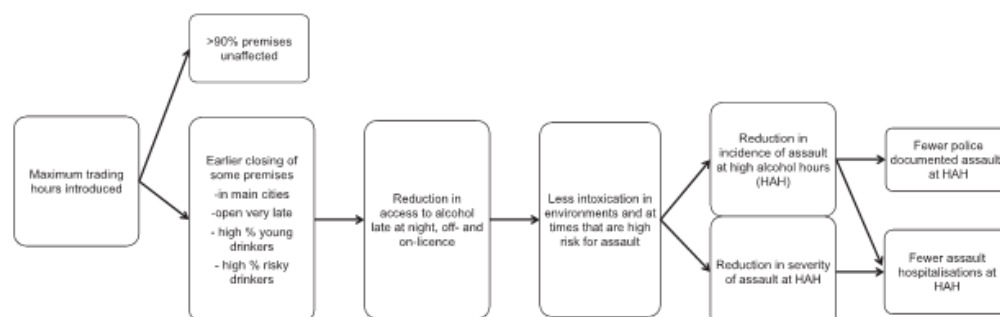 >90% premises
unaffected
Maximum trading
hours introduced
Earlier closing of
some premises
-in main cities
-open very late
- high % young
drinkers
- high % risky
drinkers
Reduction in
access to alcohol
late at night, off- and
on-licence
Less intoxication in
environments and at
times that are high
risk for assault
Reduction in
incidence of assault
at high alcohol hours
(HAH)
Reduction in severity
of assault at HAH
Fewer police
documented assault
at HAH
Fewer assault
hospitalisations at
HAH